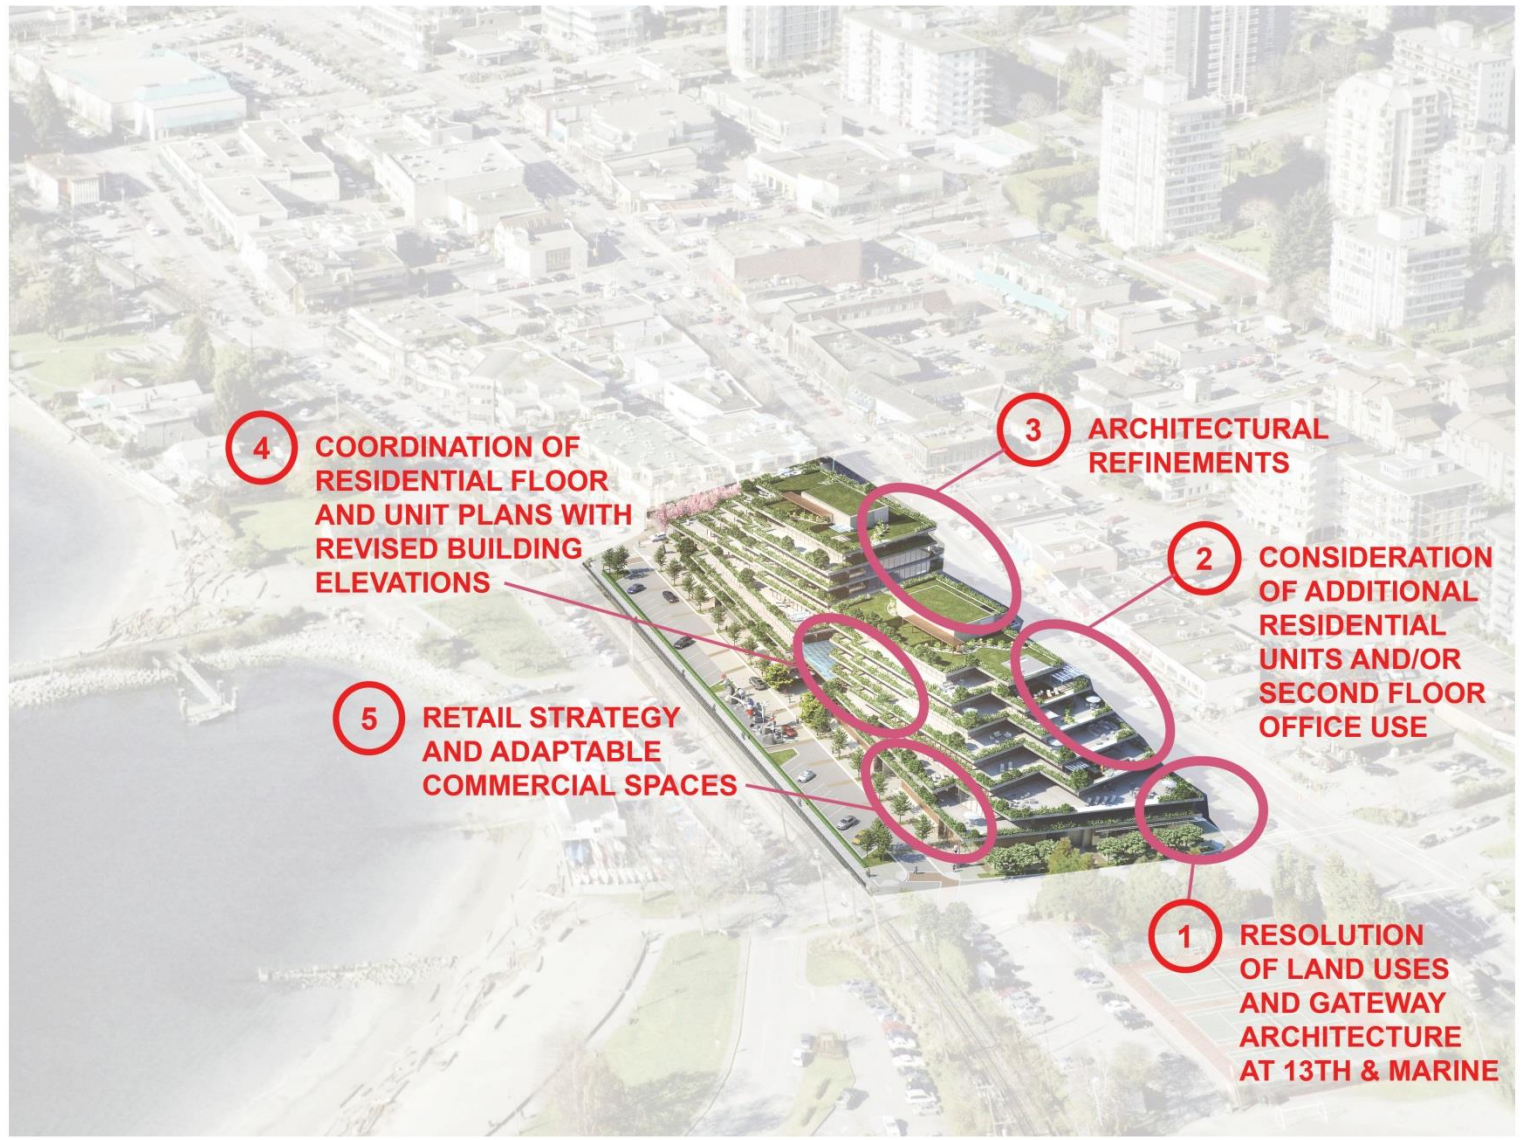 3
ARCHITECTURAL
REFINEMENTS
4
COORDINATION OF
RESIDENTIAL FLOOR
AND UNIT PLANS WITH
REVISED BUILDING
ELEVATIONS
2
CONSIDERATION
OF ADDITIONAL
RESIDENTIAL
UNITS AND/OR
SECOND FLOOR
OFFICE USE
5
RETAIL STRATEGY
AND ADAPTABLE
COMMERCIAL SPACES
1
RESOLUTION
OF LAND USES
AND GATEWAY
ARCHITECTURE
AT 13TH & MARINE